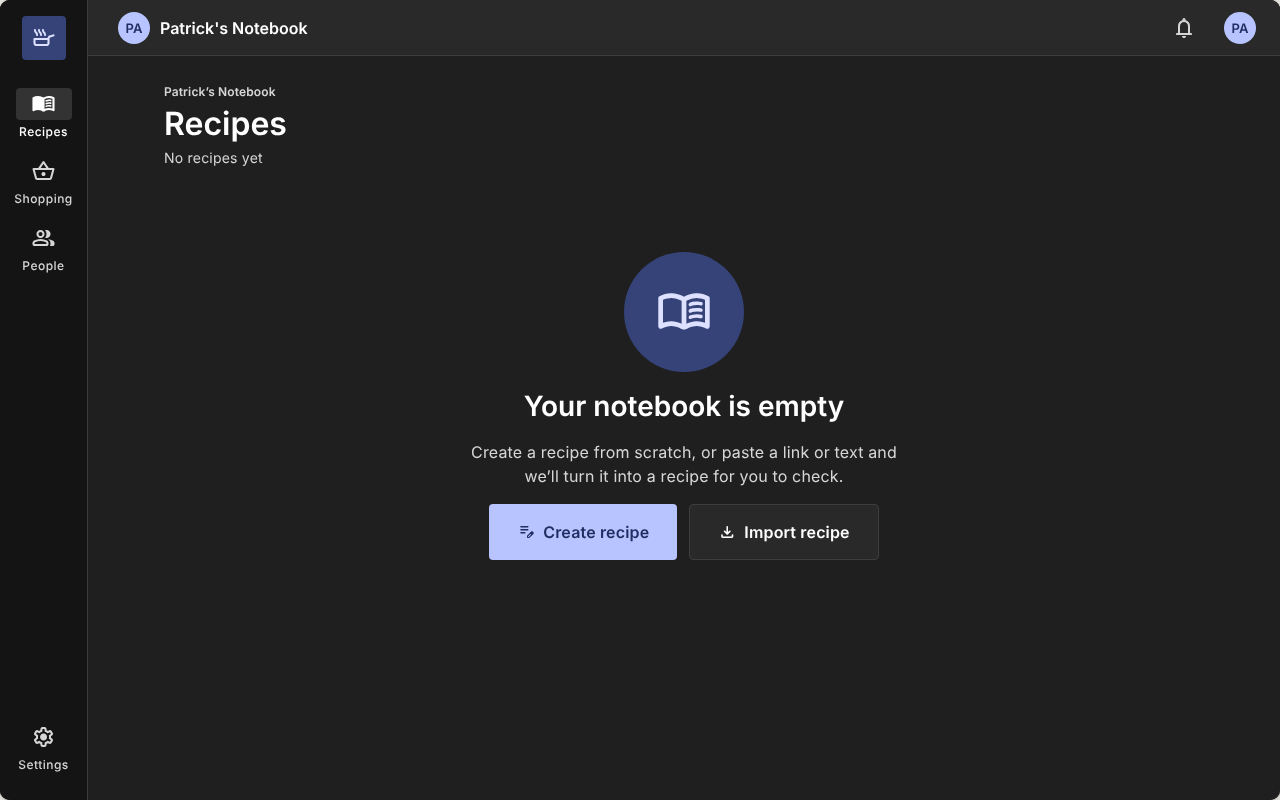 PA
Patrick's Notebook
PA
Recipes
Shopping
People
Settings
Patrick’s Notebook
Recipes
No recipes yet
Your notebook is empty
Create a recipe from scratch, or paste a link or text and
we’ll turn it into a recipe for you to check.
Create recipe
Import recipe